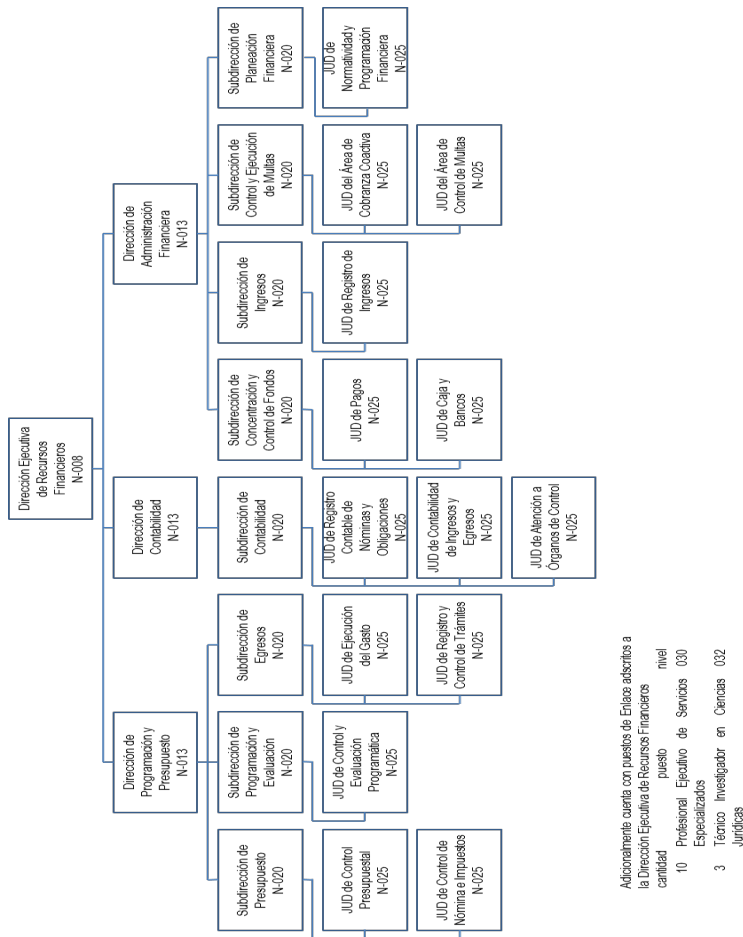 Dirección Ejecutiva
de Recursos
Financieros
N-008
Dirección de
Programación y
Presupuesto
N-013
Dirección de
Contabilidad
N-013
Dirección de
Administración
Financiera
N-013
Subdirección de
Presupuesto
N-020
Subdirección de
Programación y
Evaluación
N-020
Subdirección de
Egresos
N-020
Subdirección de
Contabilidad
N-020
Subdirección de
Concentración y
Control de Fondos
N-020
Subdirección de
Ingresos
N-020
Subdirección de
Control y Ejecución
de Multas
N-020
Subdirección de
Planeación
Financiera
N-020
JUD de Control
Presupuestal
N-025
JUD de Control y
Evaluación
Programática
N-025
JUD de Ejecución
del Gasto
N-025
JUD de Registro
Contable de
Nóminas y
Obligaciones
N-025
JUD de Pagos
N-025
JUD de Registro de
Ingresos
N-025
JUD del Área de
Cobranza Coactiva
N-025
JUD de
Normatividad y
Programación
Financiera
N-025
JUD de Control de
Nómina e Impuestos
N-025
JUD de Registro y
Control de Trámites
N-025
JUD de Contabilidad
de Ingresos y
Egresos
N-025
JUD de Caja y
Bancos
N-025
JUD del Área de
Control de Multas
N-025
JUD de Atención a
Órganos de Control
N-025
Adicionalmente cuenta con puestos de Enlace adscritos a
la Dirección Ejecutiva de Recursos Financieros
cantidad puesto nivel
10 Profesional Ejecutivo de Servicios 030
Especializados
3 Técnico Investigador en Ciencias 032
Jurídicas